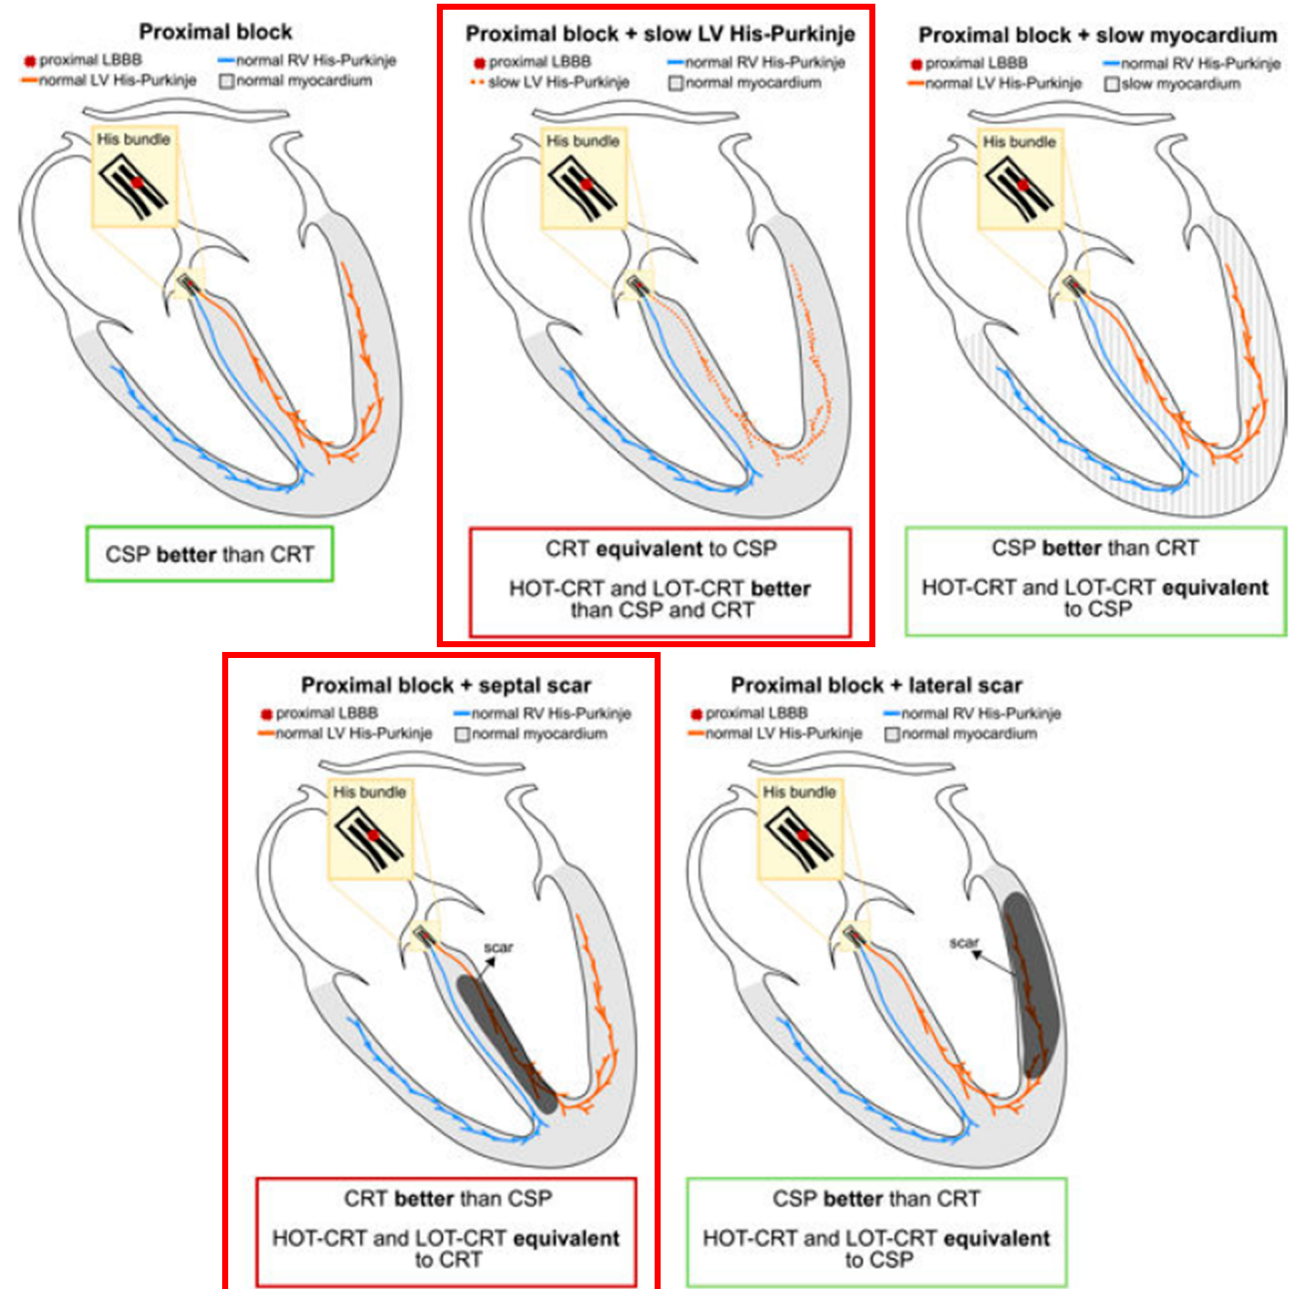 Proximal block
proximal LBBB
normal RV His-Purkinje
normal LV His-Purkinje
normal myocardium
His bundle
CSP better than CRT
Proximal block + slow LV His-Purkinje
proximal LBBB
normal RV His-Purkinje
slow LV His-Purkinje
normal myocardium
His bundle
CRT equivalent to CSP
HOT-CRT and LOT-CRT better
than CSP and CRT
Proximal block + slow myocardium
proximal LBBB
normal RV His-Purkinje
normal LV His-Purkinje
slow myocardium
His bundle
CSP better than CRT
HOT-CRT and LOT-CRT equivalent
to CSP
Proximal block + septal scar
proximal LBBB
normal RV His-Purkinje
normal LV His-Purkinje
normal myocardium
His bundle
scar
CRT better than CSP
HOT-CRT and LOT-CRT equivalent
to CRT
Proximal block + lateral scar
proximal LBBB
normal RV His-Purkinje
normal LV His-Purkinje
normal myocardium
His bundle
scar
CSP better than CRT
HOT-CRT and LOT-CRT equivalent
to CSP